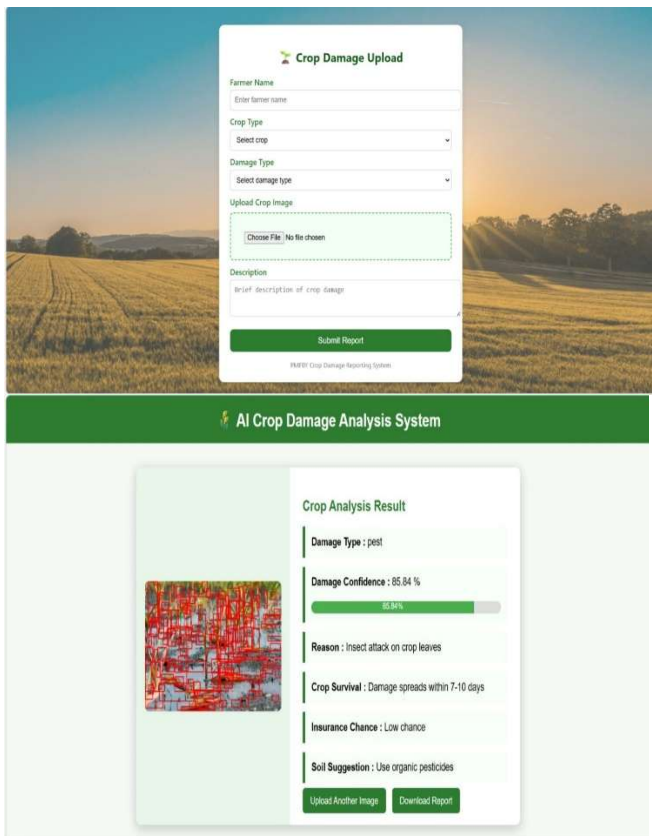 Crop Damage Upload
Farmer Name
Enter farmer name
Crop Type
Select crop
Damage Type
Select damage type
Upload Crop Image
Choose File No file chosen
Description
Brief description of crop damage
Submit Report
PMFBY Crop Damage Reporting System
AI Crop Damage Analysis System
Crop Analysis Result
Damage Type : pest
Damage Confidence : 85.84 %
85.84%
Reason : Insect attack on crop leaves
Crop Survival : Damage spreads within 7-10 days
Insurance Chance : Low chance
Soil Suggestion : Use organic pesticides
Upload Another Image Download Report